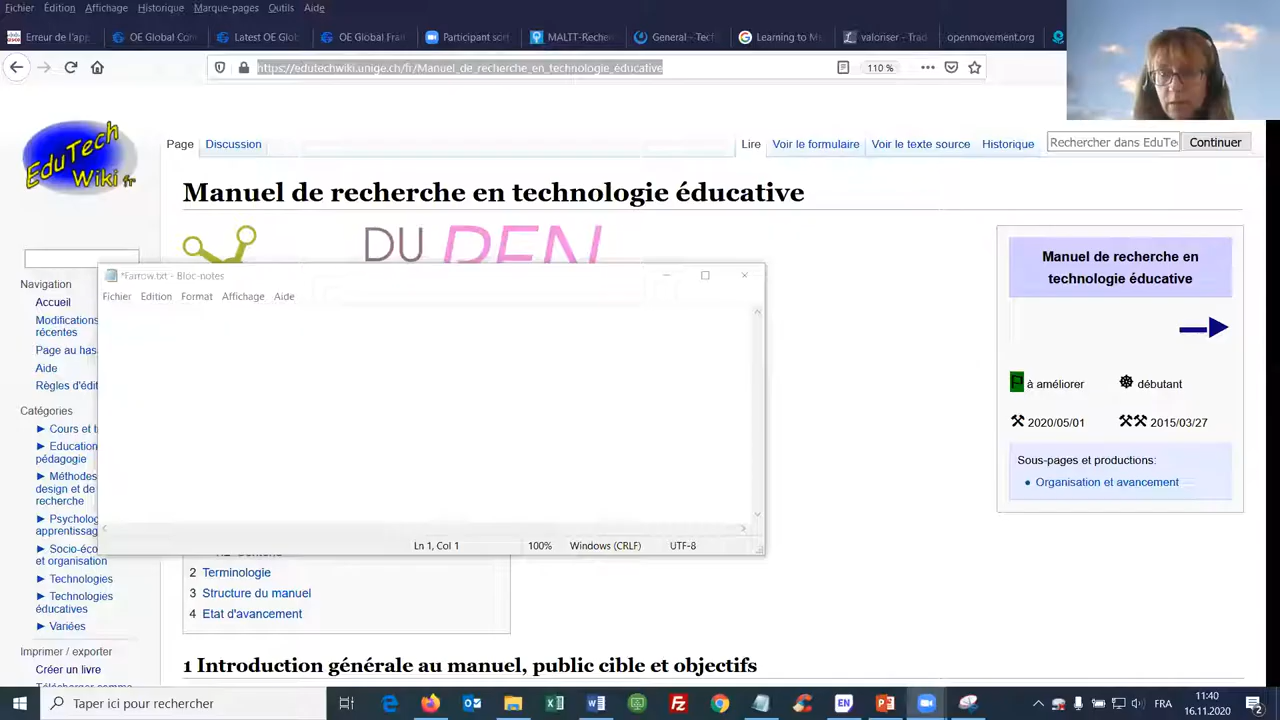 Fichier Édition Affichage Historique Marque-pages Outils Aide
Erreur de l'app
OE Global Con
Latest OE Glob
OE Global Fran
Participant sort
MALTT-Recher
General – Tech
Learning to M
valoriser - Trad
openmovement.org
https://edutechwiki.unige.ch/fr/Manuel_de_recherche_en_technologie_éducative
110 %
EduTech Wiki fr
Page Discussion
Lire Voir le formulaire Voir le texte source Historique
Rechercher dans EduTe
Continuer
Manuel de recherche en technologie éducative
DU REN
*Farrow.txt - Bloc-notes
Fichier Edition Format Affichage Aide
Ln 1, Col 1 100% Windows (CRLF) UTF-8
Navigation
Accueil
Modifications
récentes
Page au has
Aide
Règles d'édit
Catégories
► Cours et t
► Education
pédagogie
► Méthodes
design et de
recherche
► Psycholog
apprentissag
► Socio-éco
et organisation
► Technologies
► Technologies
éducatives
► Variées
Imprimer / exporter
Créer un livre
Télécharger comme
2 Terminologie
3 Structure du manuel
4 Etat d'avancement
1 Introduction générale au manuel, public cible et objectifs
Manuel de recherche en
technologie éducative
à améliorer
débutant
2020/05/01
2015/03/27
Sous-pages et productions:
• Organisation et avancement
Taper ici pour rechercher
EN
FRA
11:40
16.11.2020
2